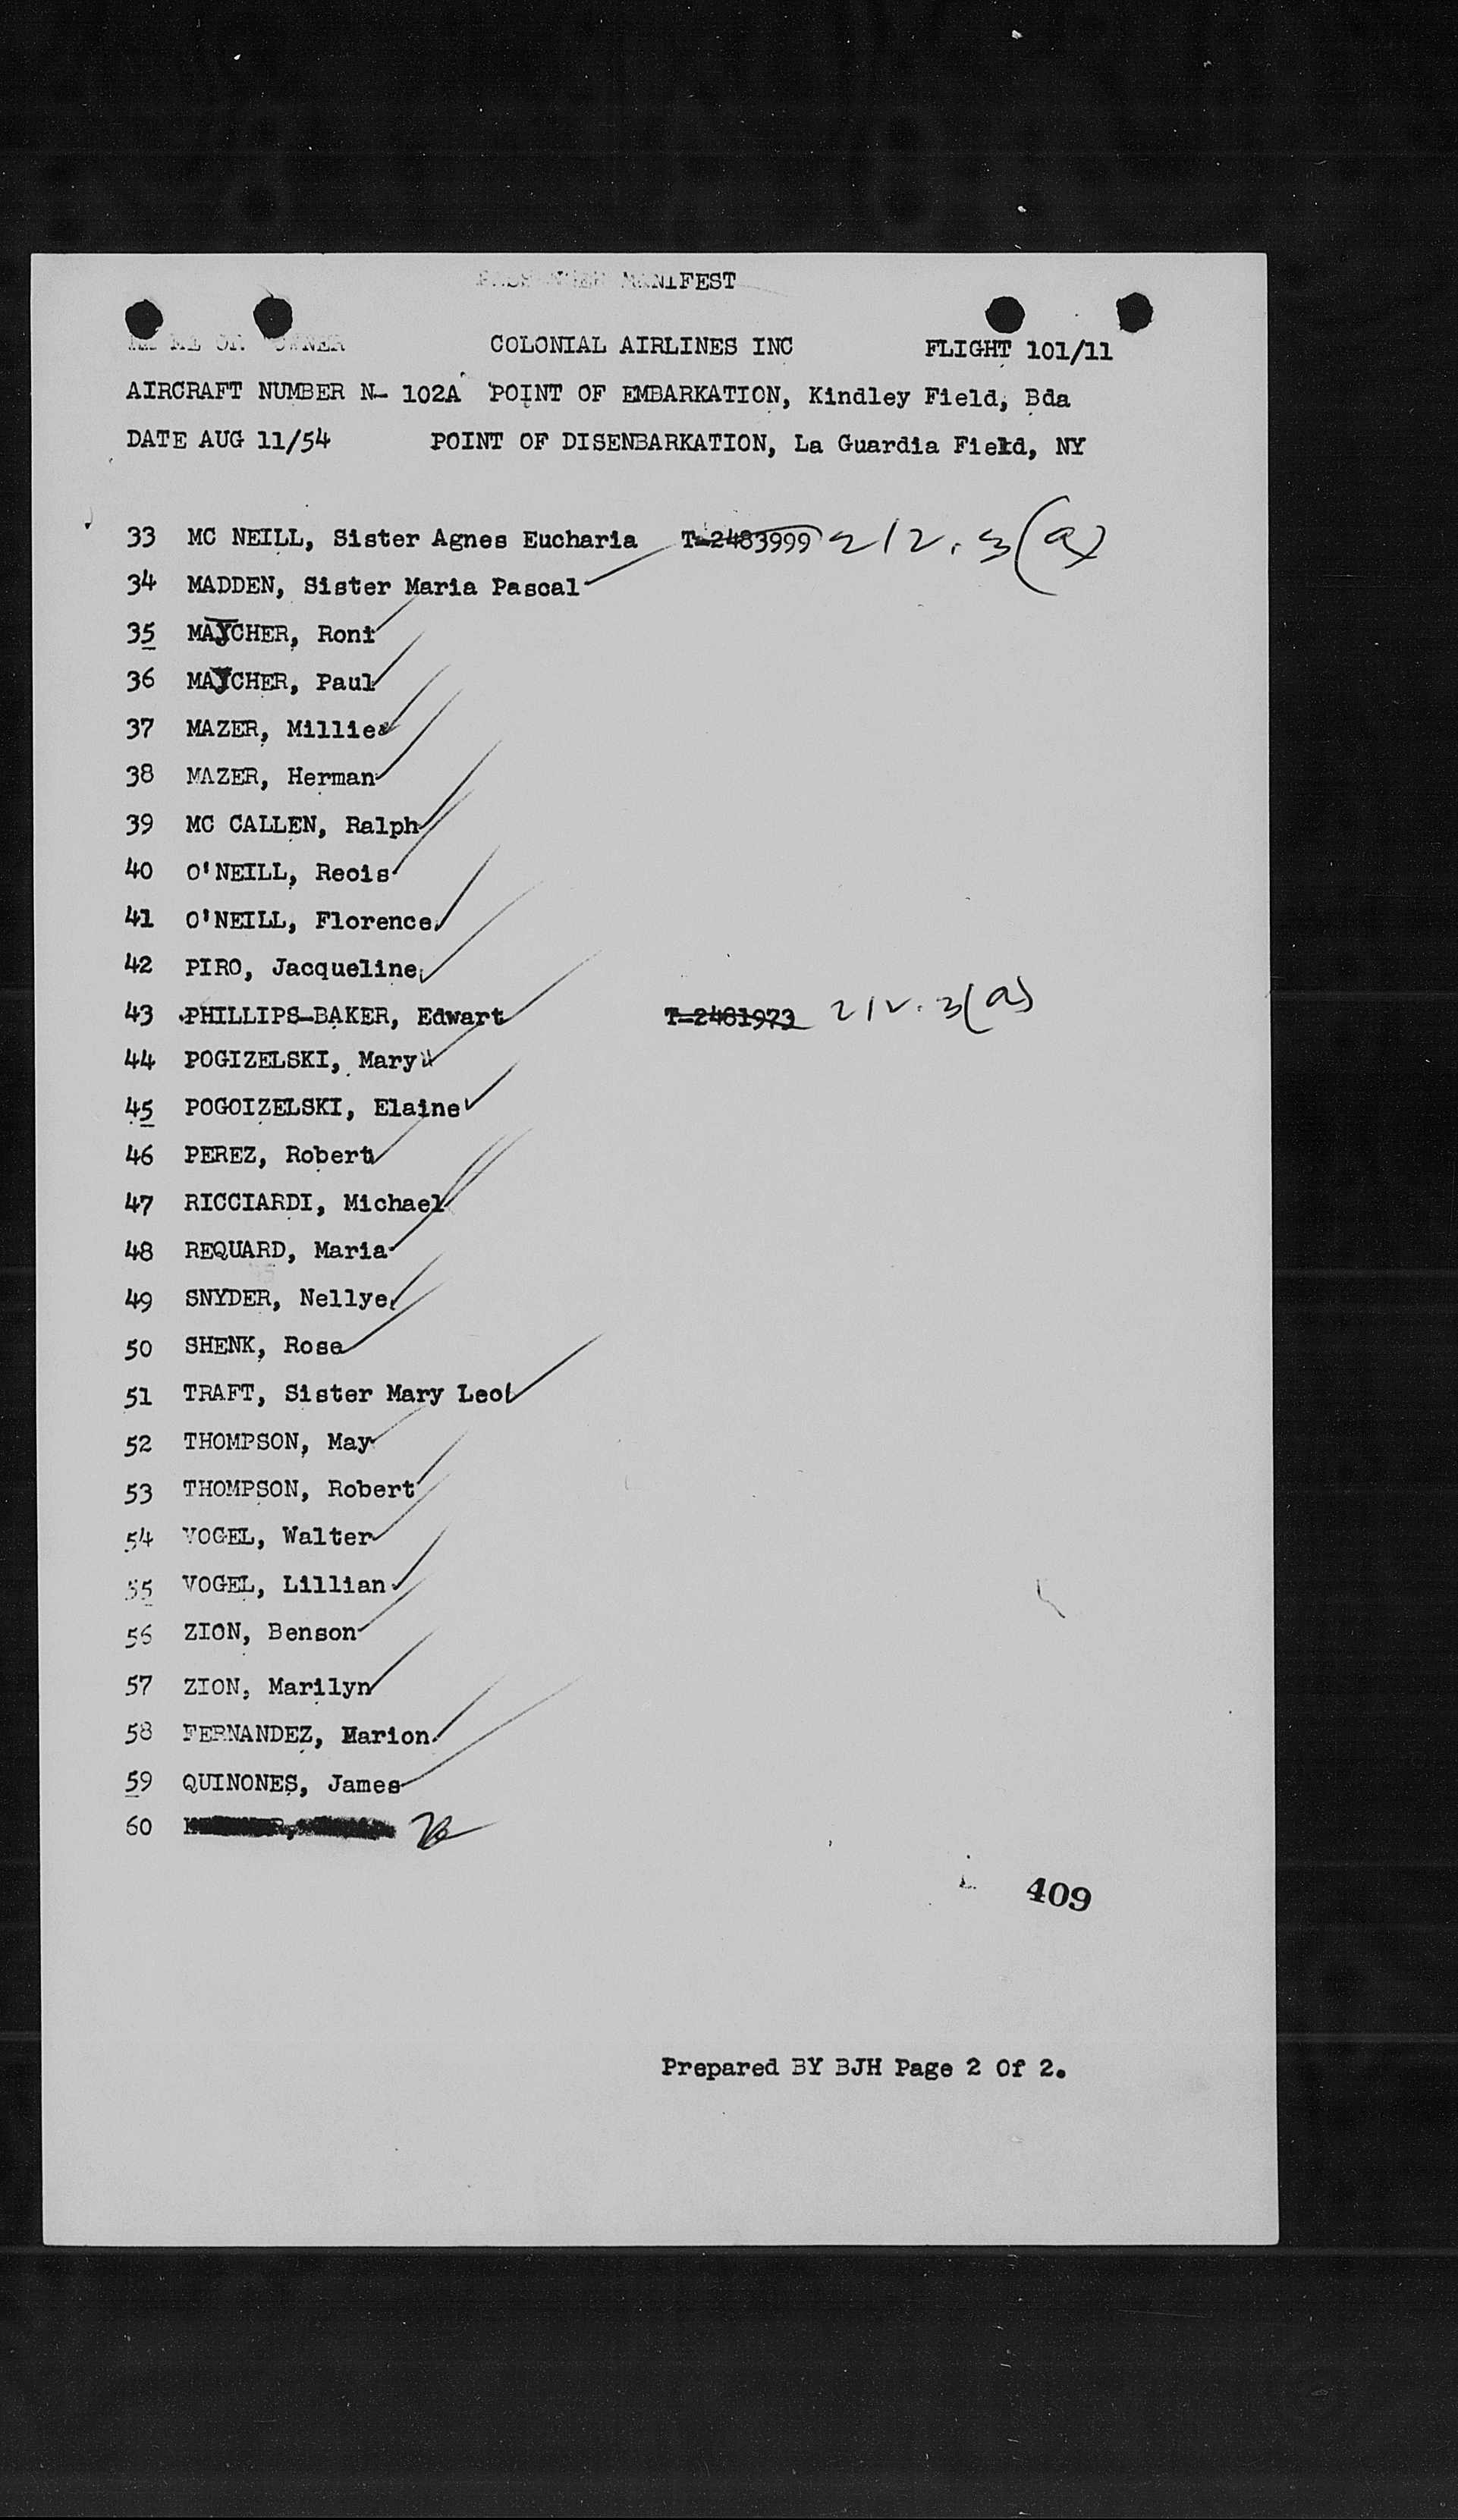 PASSENGER MANIFEST
OWNER COLONIAL AIRLINES INC FLIGHT 101/11
AIRCRAFT NUMBER N- 102A POINT OF EMBARKATION, Kindley Field, Bda
DATE AUG 11/54 POINT OF DISENBARKATION, La Guardia Field, NY
33 MC NEILL, Sister Agnes Eucharia T-2483999 212.3(a)
34 MADDEN, Sister Maria Pascal
35 MAYCHER, Roni
36 MAYCHER, Paul
37 MAZER, Millie
38 MAZER, Herman
39 MC CALLEN, Ralph
40 O'NEILL, Reois
41 O'NEILL, Florence
42 PIRO, Jacqueline
43 PHILLIPS-BAKER, Edwart T-2481973 212.3(a)
44 POGIZELSKI, Mary
45 POGOIZELSKI, Elaine
46 PEREZ, Robert
47 RICCIARDI, Michael
48 REQUARD, Maria
49 SNYDER, Nellye
50 SHENK, Rose
51 TRAFT, Sister Mary Leo
52 THOMPSON, May
53 THOMPSON, Robert
54 VOGEL, Walter
55 VOGEL, Lillian
56 ZION, Benson
57 ZION, Marilyn
58 FERNANDEZ, Marion
59 QUINONES, James
60
409
Prepared BY BJH Page 2 Of 2.